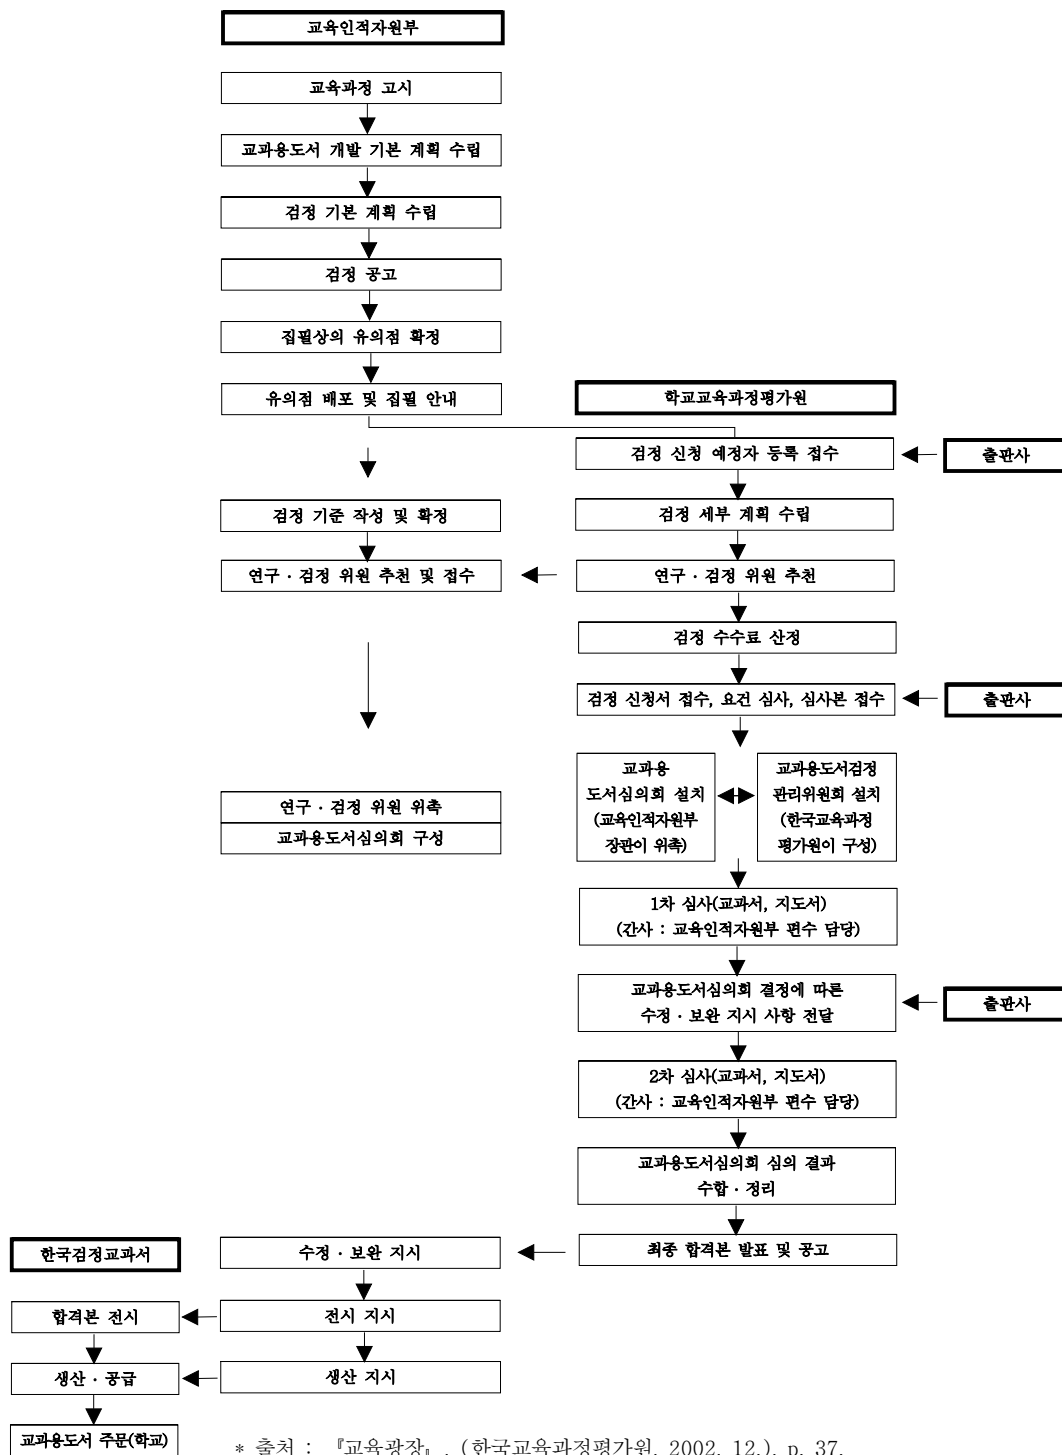 교육인적자원부
교육과정 고시
교과용도서 개발 기본 계획 수립
검정 기본 계획 수립
검정 공고
집필상의 유의점 확정
유의점 배포 및 집필 안내
학교교육과정평가원
검정 신청 예정자 등록 접수
출판사
검정 기준 작성 및 확정
검정 세부 계획 수립
연구 · 검정 위원 추천 및 접수
연구 · 검정 위원 추천
검정 수수료 산정
검정 신청서 접수, 요건 심사, 심사본 접수
출판사
교과용
도서심의회 설치
(교육인적자원부
장관이 위촉)
교과용도서검정
관리위원회 설치
(한국교육과정
평가원이 구성)
연구 · 검정 위원 위촉
교과용도서심의회 구성
1차 심사(교과서, 지도서)
(간사 : 교육인적자원부 편수 담당)
교과용도서심의회 결정에 따른
수정 · 보완 지시 사항 전달
출판사
2차 심사(교과서, 지도서)
(간사 : 교육인적자원부 편수 담당)
교과용도서심의회 심의 결과
수합 · 정리
한국검정교과서
수정 · 보완 지시
최종 합격본 발표 및 공고
합격본 전시
전시 지시
생산 · 공급
생산 지시
교과용도서 주문(학교)
* 출처 : 『교육광장』. (한국교육과정평가원, 2002. 12.). p. 37.